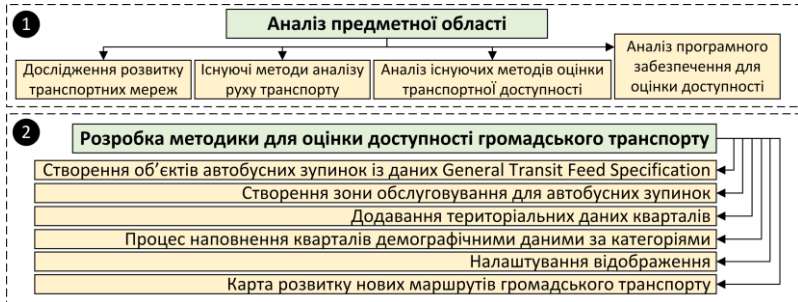 1
Аналіз предметної області
Дослідження розвитку
транспортних мереж
Існуючі методи аналізу
руху транспорту
Аналіз існуючих методів оцінки
транспортної доступності
Аналіз програмного
забезпечення для
оцінки доступності
2
Розробка методики для оцінки доступності громадського транспорту
Створення об’єктів автобусних зупинок із даних General Transit Feed Specification
Створення зони обслуговування для автобусних зупинок
Додавання територіальних даних кварталів
Процес наповнення кварталів демографічними даними за категоріями
Налаштування відображення
Карта розвитку нових маршрутів громадського транспорту